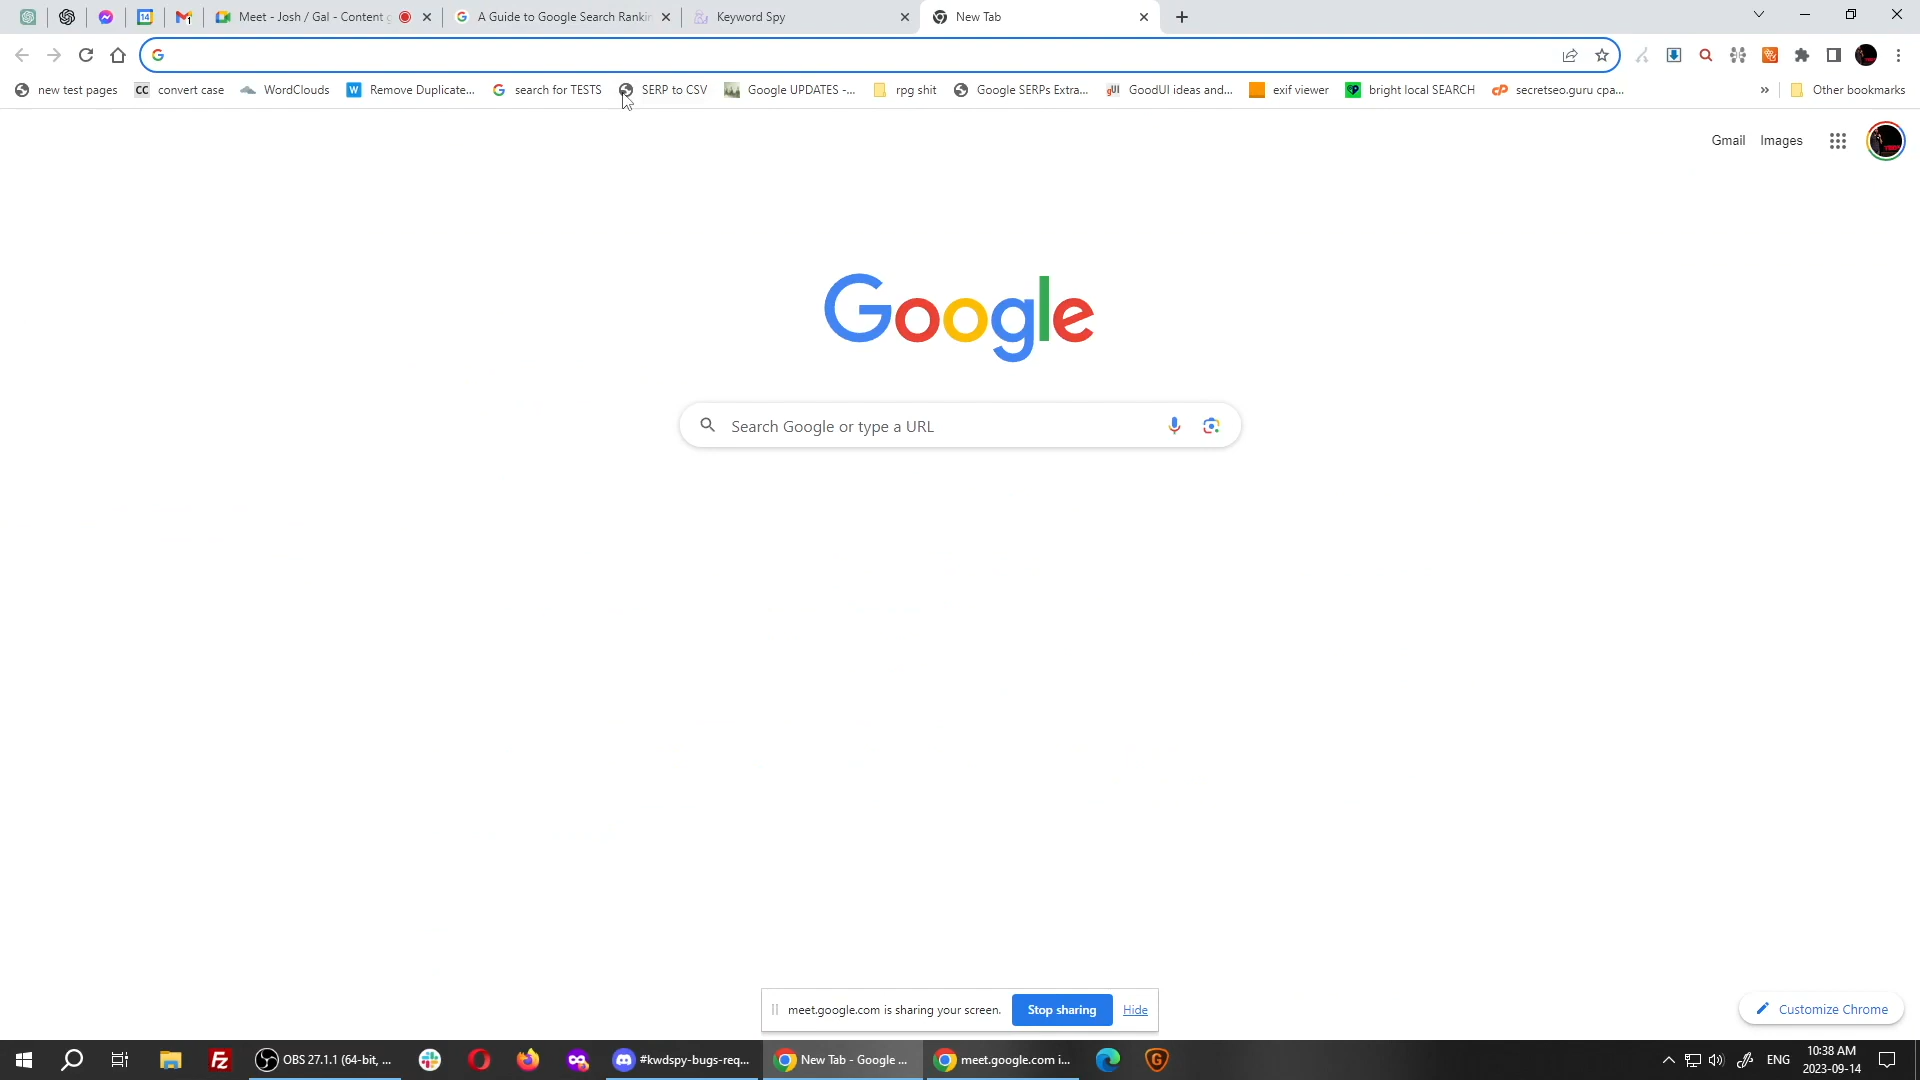 Meet - Josh / Gal - Content
A Guide to Google Search Rankin
Keyword Spy
New Tab
new test pages
CC convert case
WordClouds
W Remove Duplicate...
search for TESTS
SERP to CSV
Google UPDATES -...
rpg shit
Google SERPs Extra...
gUI GoodUI ideas and...
exif viewer
bright local SEARCH
cP secretseo.guru cpa...
»
Other bookmarks
Gmail
Images
Google
Search Google or type a URL
meet.google.com is sharing your screen.
Stop sharing
Hide
Customize Chrome
OBS 27.1.1 (64-bit, ...
#kwdspy-bugs-req...
New Tab - Google ...
meet.google.com i...
ENG
10:38 AM
2023-09-14